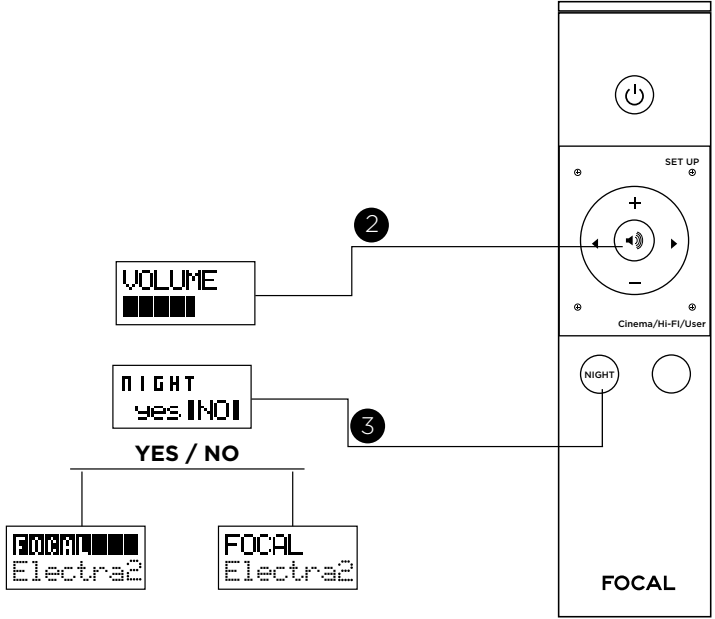 SET UP
2
VOLUME
Cinema/Hi-FI/User
NIGHT
yes NO
NIGHT
3
YES / NO
FOCAL
Electra2
FOCAL
Electra2
FOCAL